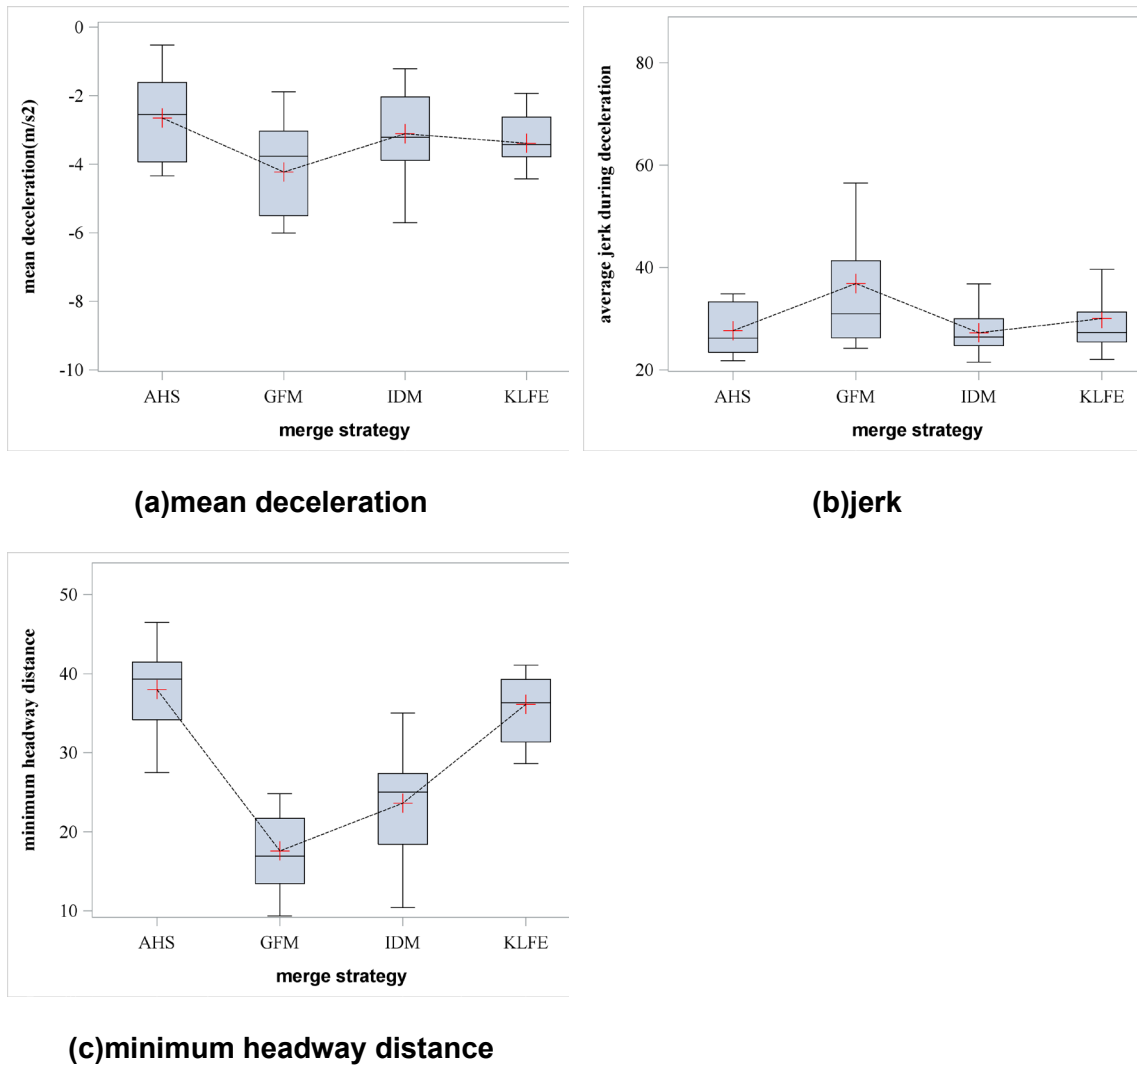 mean deceleration(m/s2)
-0
-2
-4
-6
-8
-10
AHS
GFM
IDM
KLFE
merge strategy
(a)mean deceleration
average jerk during deceleration
80
60
40
20
AHS
GFM
IDM
KLFE
merge strategy
(b)jerk
minimum headway distance
50
40
30
20
10
AHS
GFM
IDM
KLFE
merge strategy
(c)minimum headway distance